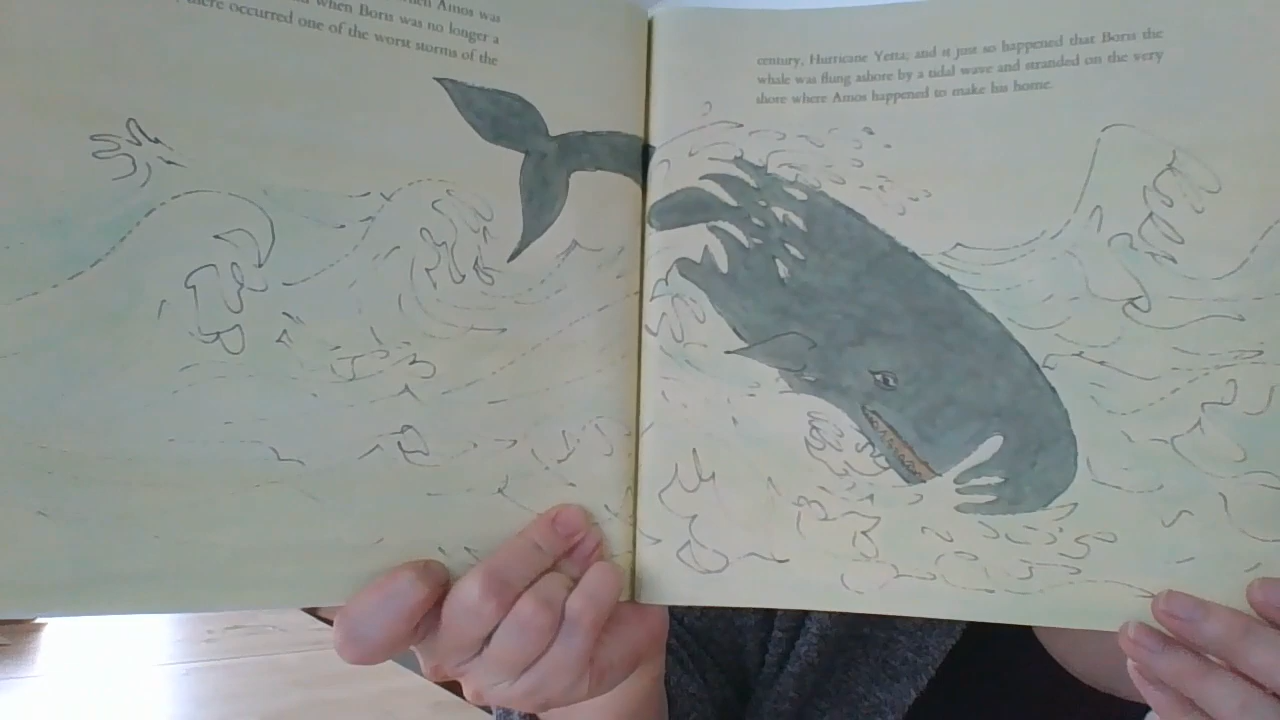 Amos was
when Boris was no longer a
there occurred one of the worst storms of the
century, Hurricane Yetta; and it just so happened that Boris the
whale was flung ashore by a tidal wave and stranded on the very
shore where Amos happened to make his home.